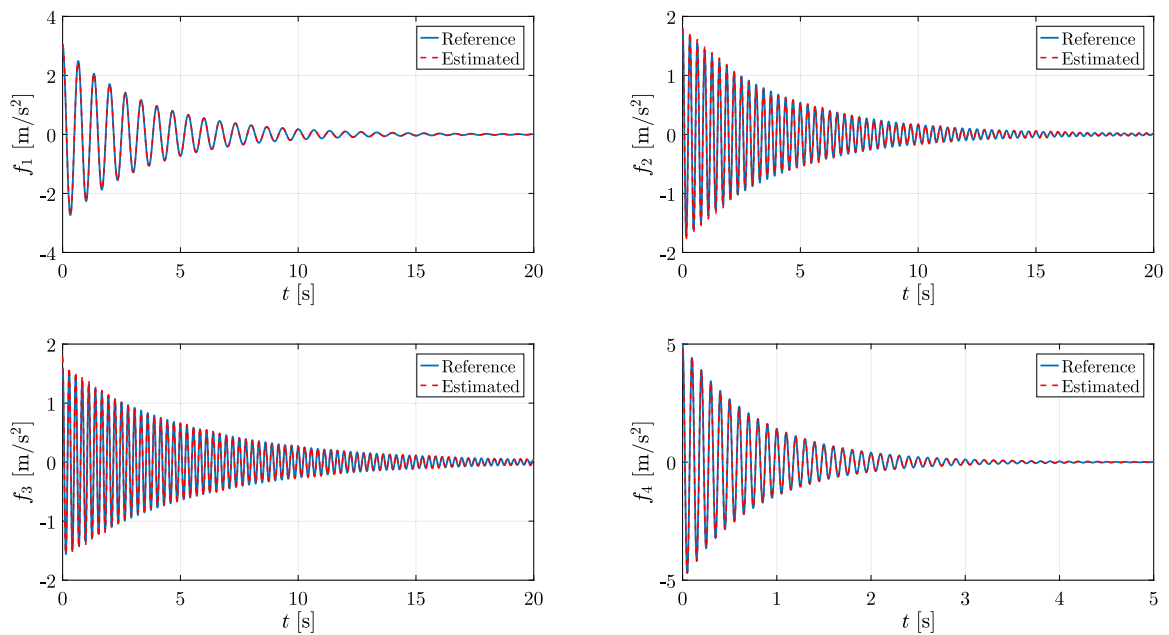 4
2
0
-2
-4
f₁ [m/s²]
Reference
Estimated
0 5 10 15 20
t [s]
2
1
0
-1
-2
f₂ [m/s²]
Reference
Estimated
0 5 10 15 20
t [s]
2
1
0
-1
-2
f₃ [m/s²]
Reference
Estimated
0 5 10 15 20
t [s]
5
0
-5
f₄ [m/s²]
Reference
Estimated
0 1 2 3 4 5
t [s]